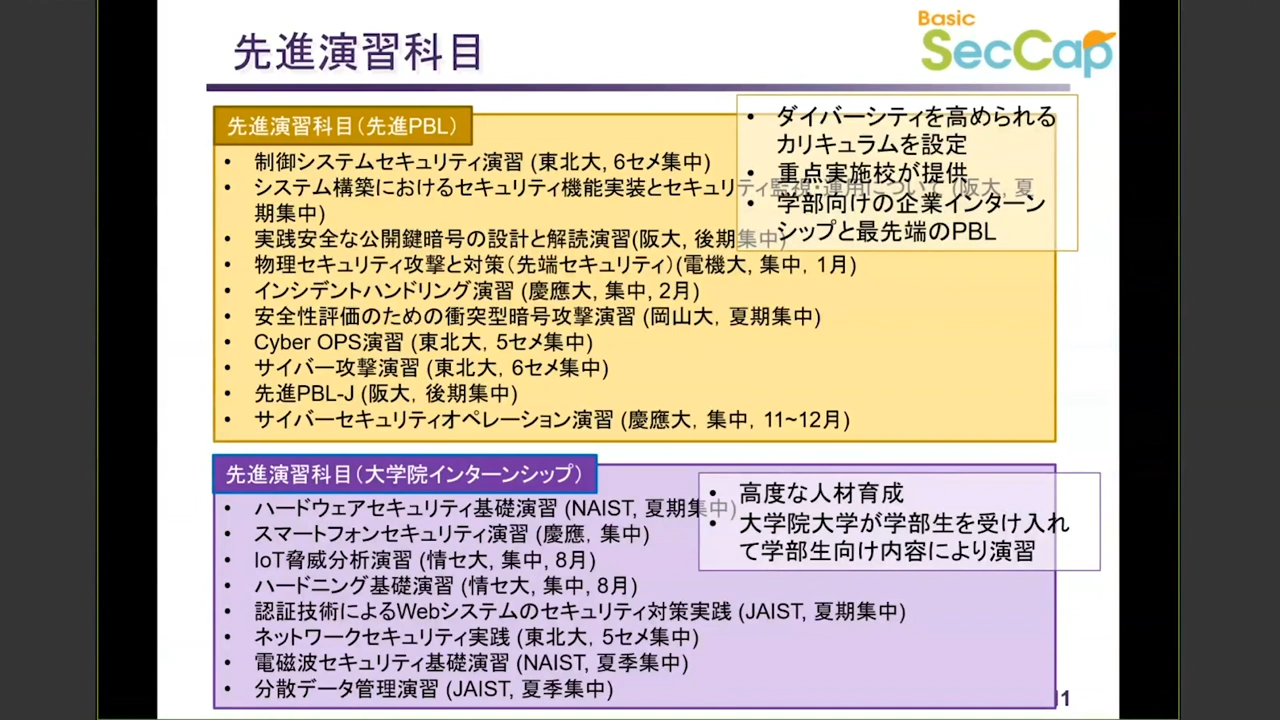 先進演習科目
Basic
SecCap
先進演習科目(先進PBL)
• 制御システムセキュリティ演習 (東北大, 6セメ集中)
• システム構築におけるセキュリティ機能実装とセキュリティ監視・運用について (阪大, 夏
期集中)
• 実践安全な公開鍵暗号の設計と解読演習(阪大, 後期集中)
• 物理セキュリティ攻撃と対策(先端セキュリティ)(電機大, 集中, 1月)
• インシデントハンドリング演習 (慶應大, 集中, 2月)
• 安全性評価のための衝突型暗号攻撃演習 (岡山大, 夏期集中)
• Cyber OPS演習 (東北大, 5セメ集中)
• サイバー攻撃演習 (東北大, 6セメ集中)
• 先進PBL-J (阪大, 後期集中)
• サイバーセキュリティオペレーション演習 (慶應大, 集中, 11~12月)
• ダイバーシティを高められる
カリキュラムを設定
• 重点実施校が提供
• 学部向けの企業インターン
シップと最先端のPBL
先進演習科目(大学院インターンシップ)
• ハードウェアセキュリティ基礎演習 (NAIST, 夏期集中)
• スマートフォンセキュリティ演習 (慶應, 集中)
• IoT脅威分析演習 (情セ大, 集中, 8月)
• ハードニング基礎演習 (情セ大, 集中, 8月)
• 認証技術によるWebシステムのセキュリティ対策実践 (JAIST, 夏期集中)
• ネットワークセキュリティ実践 (東北大, 5セメ集中)
• 電磁波セキュリティ基礎演習 (NAIST, 夏季集中)
• 分散データ管理演習 (JAIST, 夏季集中)
• 高度な人材育成
• 大学院大学が学部生を受け入れ
て学部生向け内容により演習
11